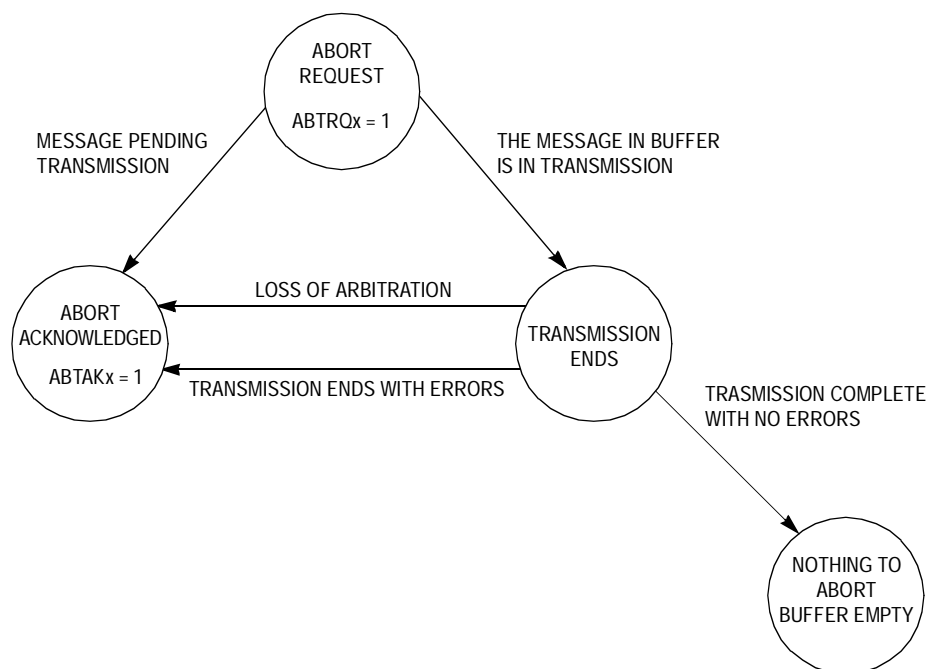 ABORT
REQUEST
ABTRQx = 1
MESSAGE PENDING
TRANSMISSION
THE MESSAGE IN BUFFER
IS IN TRANSMISSION
LOSS OF ARBITRATION
ABORT
ACKNOWLEDGED
ABTAKx = 1
TRANSMISSION
ENDS
TRANSMISSION ENDS WITH ERRORS
TRASMISSION COMPLETE
WITH NO ERRORS
NOTHING TO
ABORT
BUFFER EMPTY